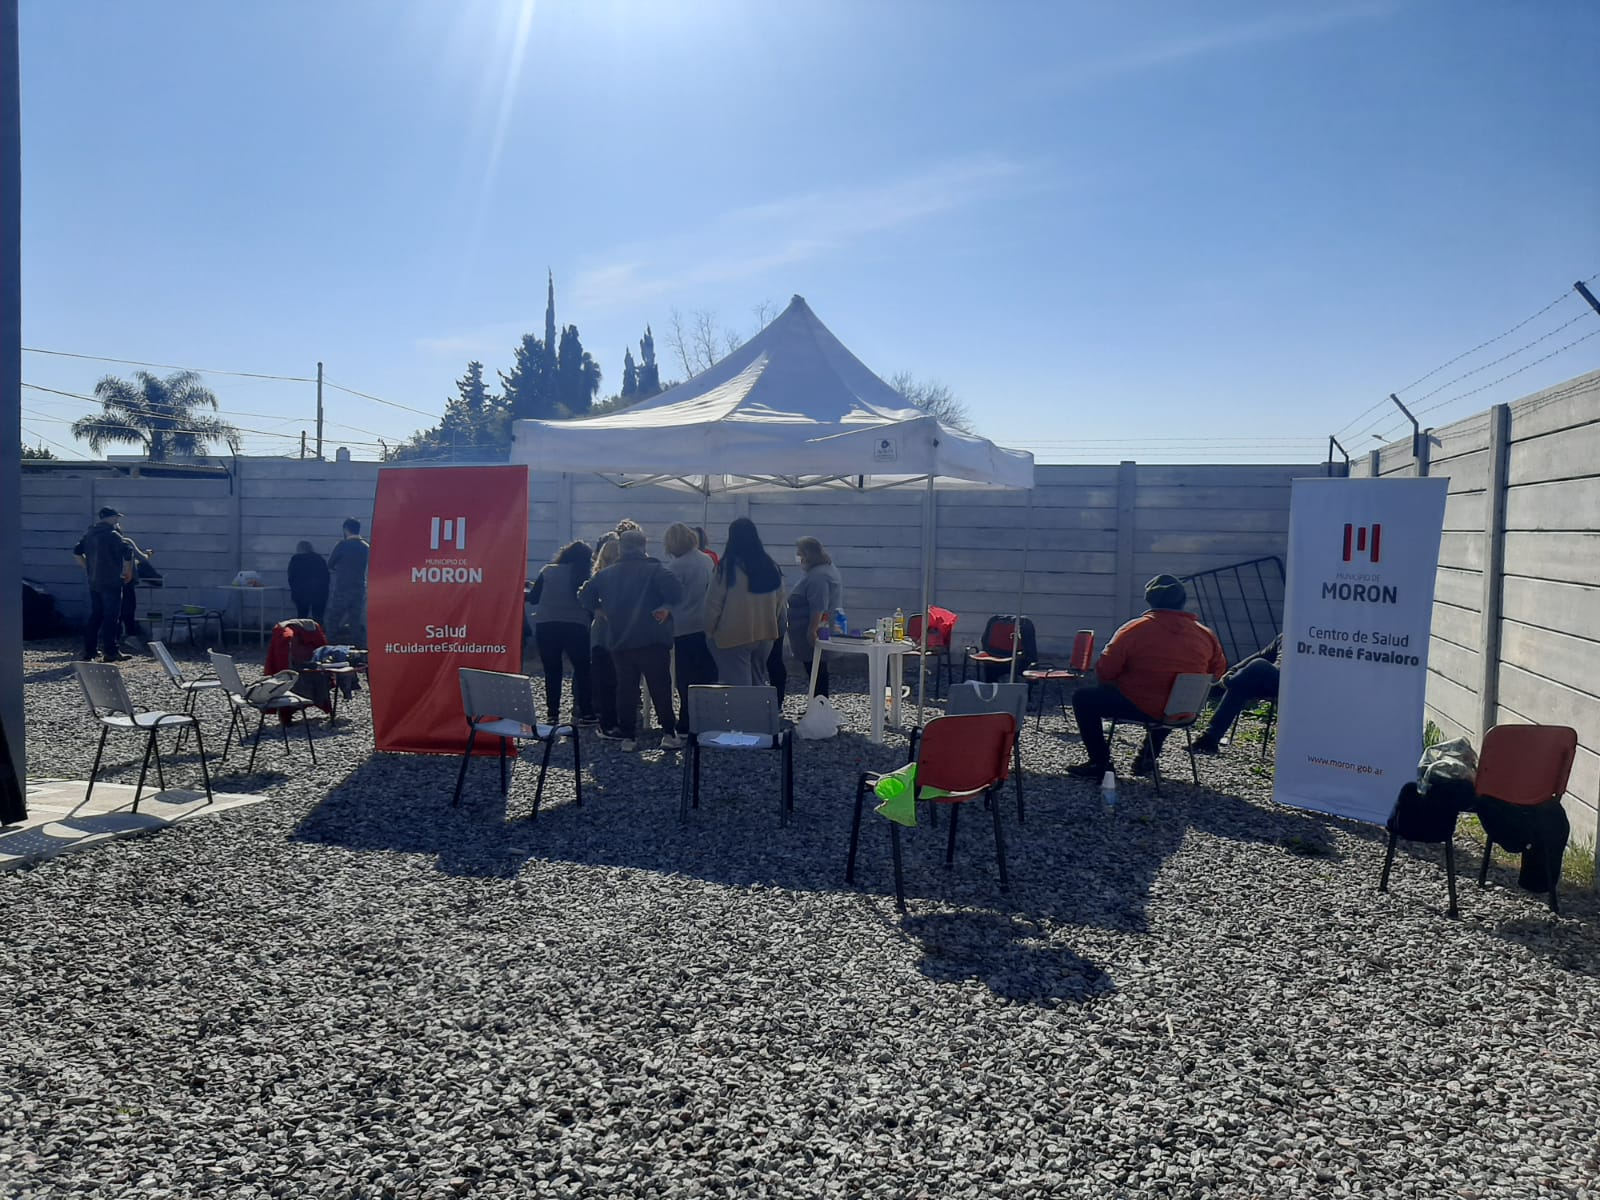 MUNICIPIO DE
MORON
Salud
#CuidarteEsCuidarnos
MUNICIPIO DE
MORON
Centro de Salud
Dr. René Favaloro
www.moron.gob.ar